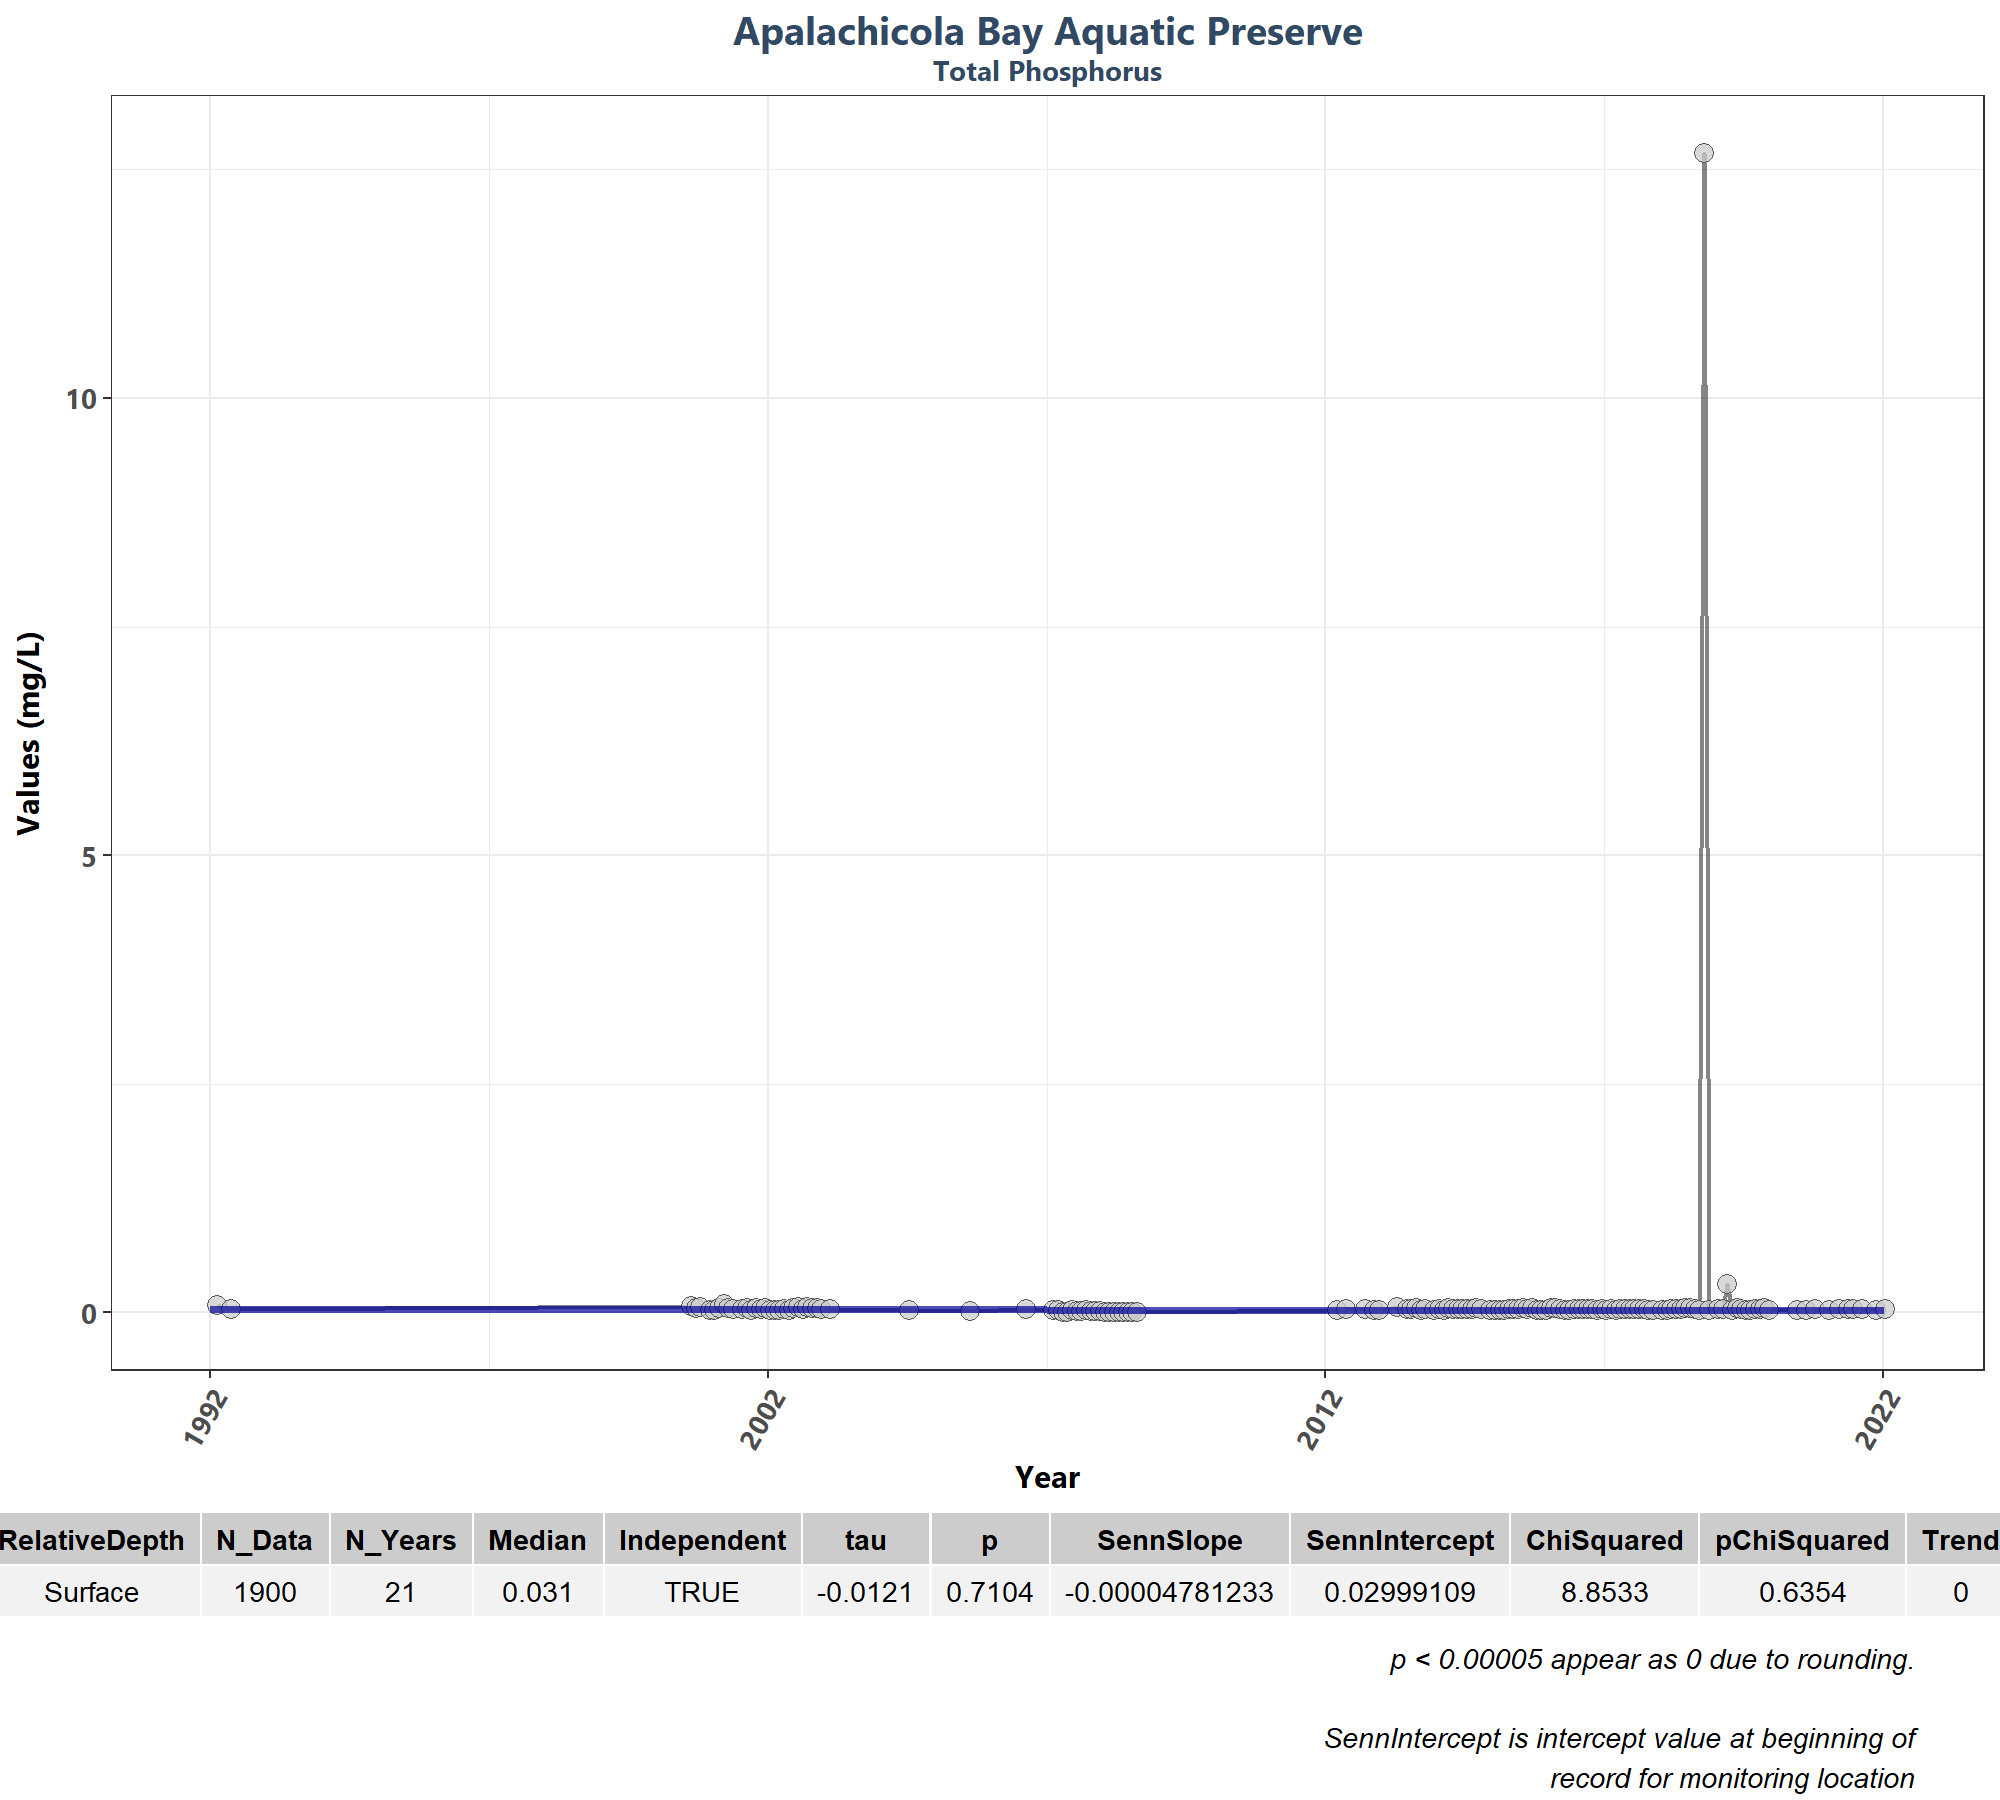 Apalachicola Bay Aquatic Preserve
Total Phosphorus
Values (mg/L)
10
5
0
1992
2002
2012
2022
Year
RelativeDepth N_Data N_Years Median Independent tau p SennSlope SennIntercept ChiSquared pChiSquared Trend
Surface 1900 21 0.031 TRUE -0.0121 0.7104 -0.00004781233 0.02999109 8.8533 0.6354 0
p < 0.00005 appear as 0 due to rounding.
SennIntercept is intercept value at beginning of
record for monitoring location